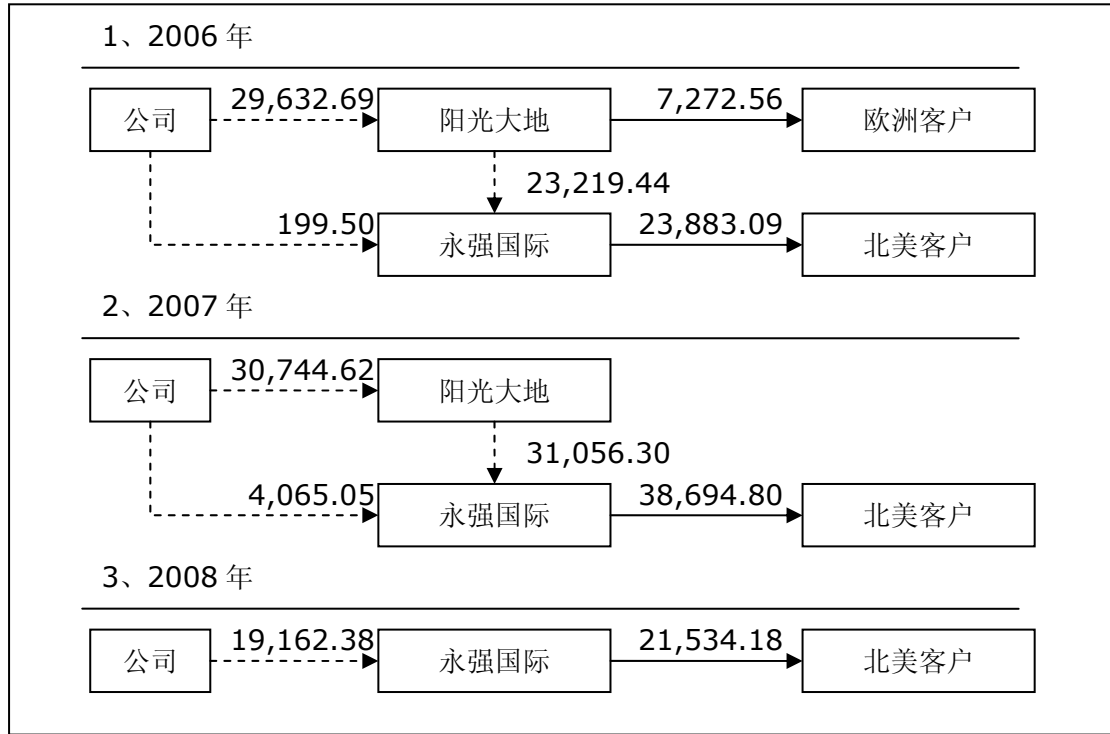 1、2006 年
公司
29,632.69
阳光大地
7,272.56
欧洲客户
23,219.44
199.50
永强国际
23,883.09
北美客户
2、2007 年
公司
30,744.62
阳光大地
31,056.30
4,065.05
永强国际
38,694.80
北美客户
3、2008 年
公司
19,162.38
永强国际
21,534.18
北美客户